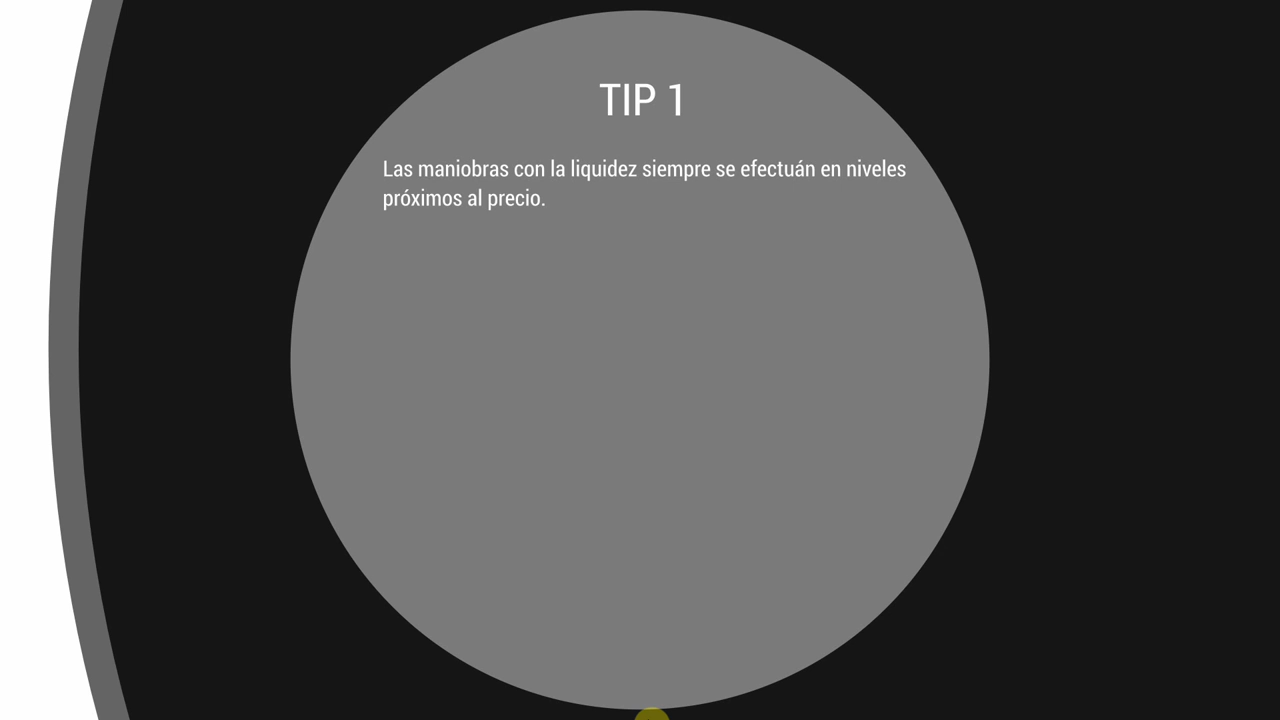 TIP 1
Las maniobras con la liquidez siempre se efectuán en niveles
próximos al precio.